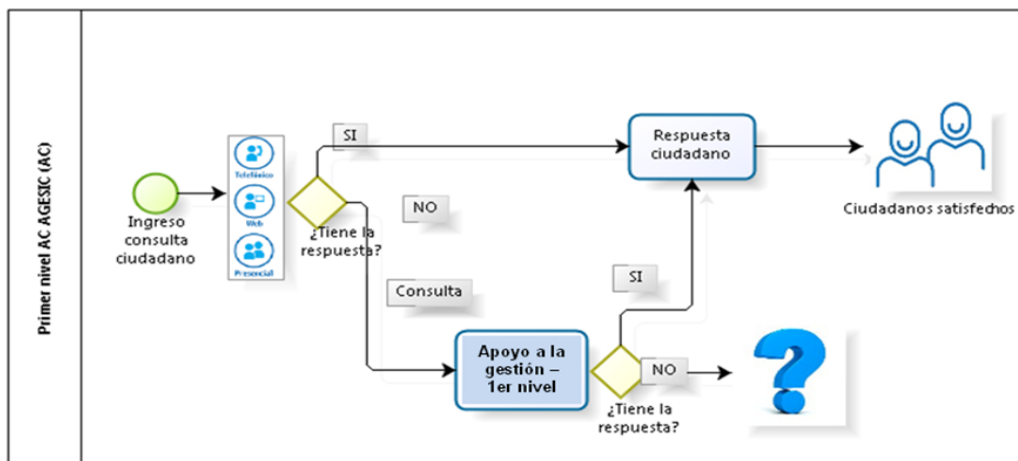 Primer nivel AC AGESIC (AC)
Ingreso
consulta
ciudadano
Telefónico
Web
Presencial
¿Tiene la
respuesta?
SI
NO
Consulta
Apoyo a la
gestión –
1er nivel
¿Tiene la
respuesta?
SI
NO
Respuesta
ciudadano
Ciudadanos satisfechos